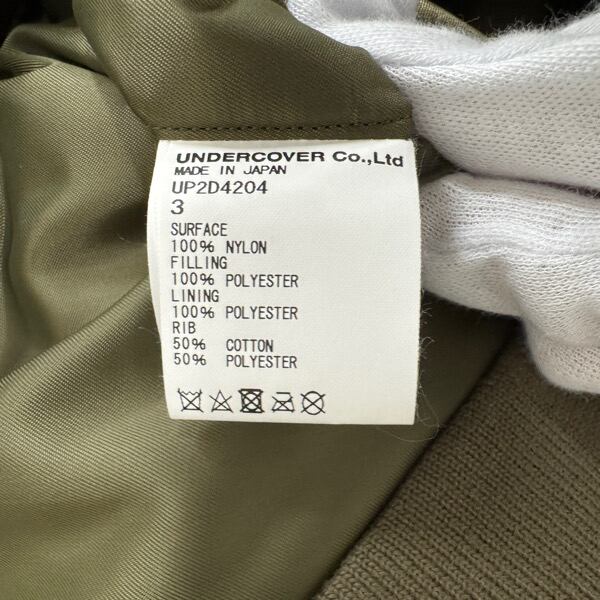 UNDERCOVER Co.,Ltd
MADE IN JAPAN
UP2D4204
3
SURFACE
100% NYLON
FILLING
100% POLYESTER
LINING
100% POLYESTER
RIB
50% COTTON
50% POLYESTER